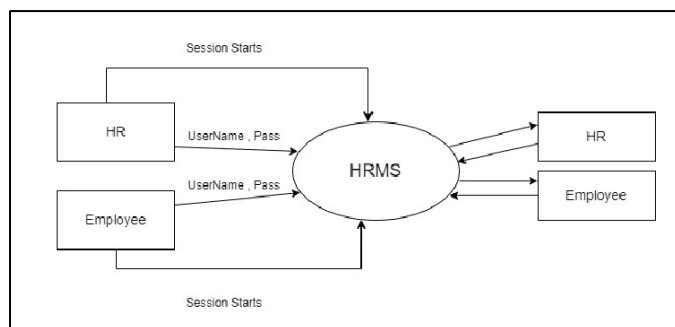 Session Starts
HR
UserName , Pass
HRMS
HR
UserName , Pass
Employee
Employee
Session Starts